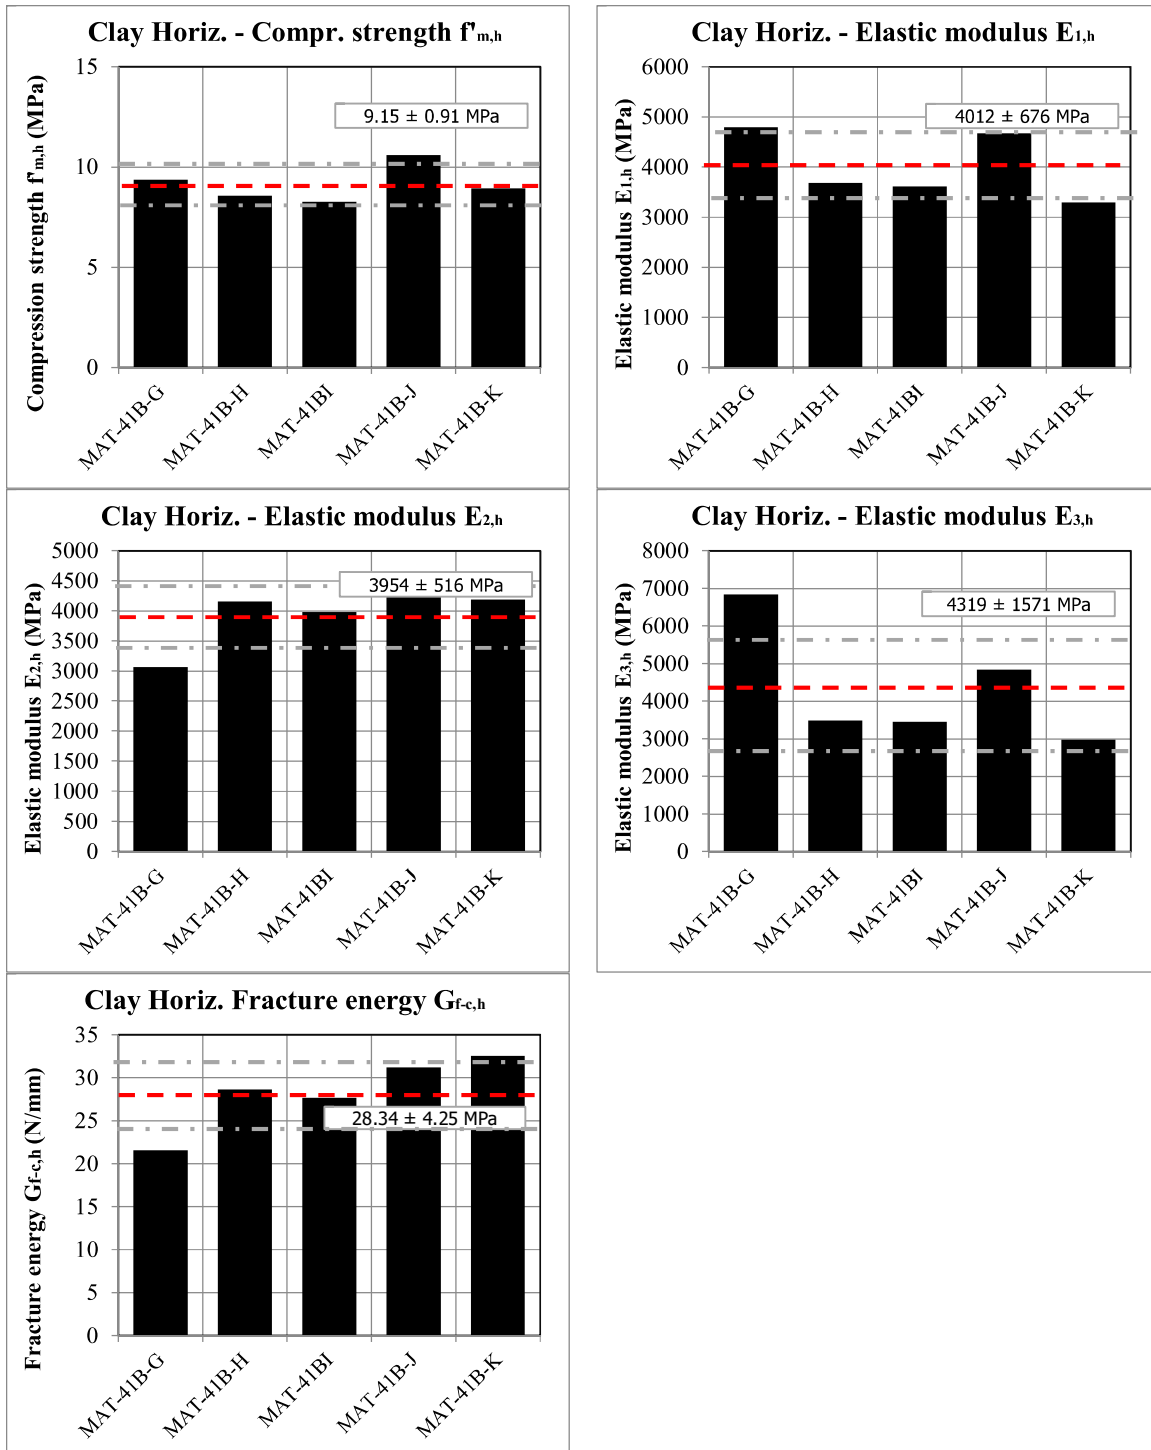 Clay Horiz. - Compr. strength f'm,h
Compression strength f'm,h (MPa)
15
10
5
0
9.15 ± 0.91 MPa
MAT-41B-G
MAT-41B-H
MAT-41BI
MAT-41B-J
MAT-41B-K
Clay Horiz. - Elastic modulus E1,h
Elastic modulus E1,h (MPa)
6000
5000
4000
3000
2000
1000
0
4012 ± 676 MPa
MAT-41B-G
MAT-41B-H
MAT-41BI
MAT-41B-J
MAT-41B-K
Clay Horiz. - Elastic modulus E2,h
Elastic modulus E2,h (MPa)
5000
4500
4000
3500
3000
2500
2000
1500
1000
500
0
3954 ± 516 MPa
MAT-41B-G
MAT-41B-H
MAT-41BI
MAT-41B-J
MAT-41B-K
Clay Horiz. - Elastic modulus E3,h
Elastic modulus E3,h (MPa)
8000
7000
6000
5000
4000
3000
2000
1000
0
4319 ± 1571 MPa
MAT-41B-G
MAT-41B-H
MAT-41BI
MAT-41B-J
MAT-41B-K
Clay Horiz. Fracture energy Gf-c,h
Fracture energy Gf-c,h (N/mm)
35
30
25
20
15
10
5
0
28.34 ± 4.25 MPa
MAT-41B-G
MAT-41B-H
MAT-41BI
MAT-41B-J
MAT-41B-K